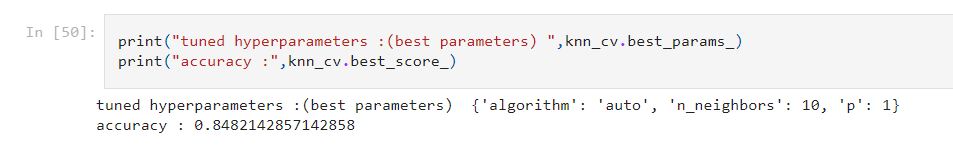 In [50]:
print("tuned hyperparameters :(best parameters) ",knn_cv.best_params_)
print("accuracy :",knn_cv.best_score_)
tuned hyperparameters :(best parameters)  {'algorithm': 'auto', 'n_neighbors': 10, 'p': 1}
accuracy : 0.8482142857142858